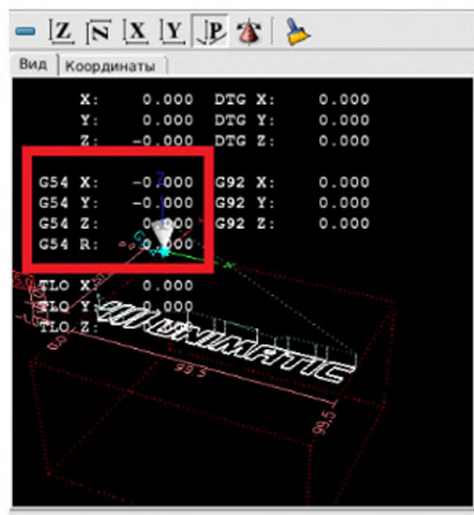 Z N X Y P
Вид Координаты
X: 0.000 DTG X: 0.000
Y: 0.000 DTG Y: 0.000
Z: -0.000 DTG Z: 0.000
G54 X: -0.000 G92 X: 0.000
G54 Y: -0.000 G92 Y: 0.000
G54 Z: 0.000 G92 Z: 0.000
G54 R: 0.000
TLO X: 0.000
TLO Y: 0.000
TLO Z:
UNIMATIC
0.0
99.5
99.5